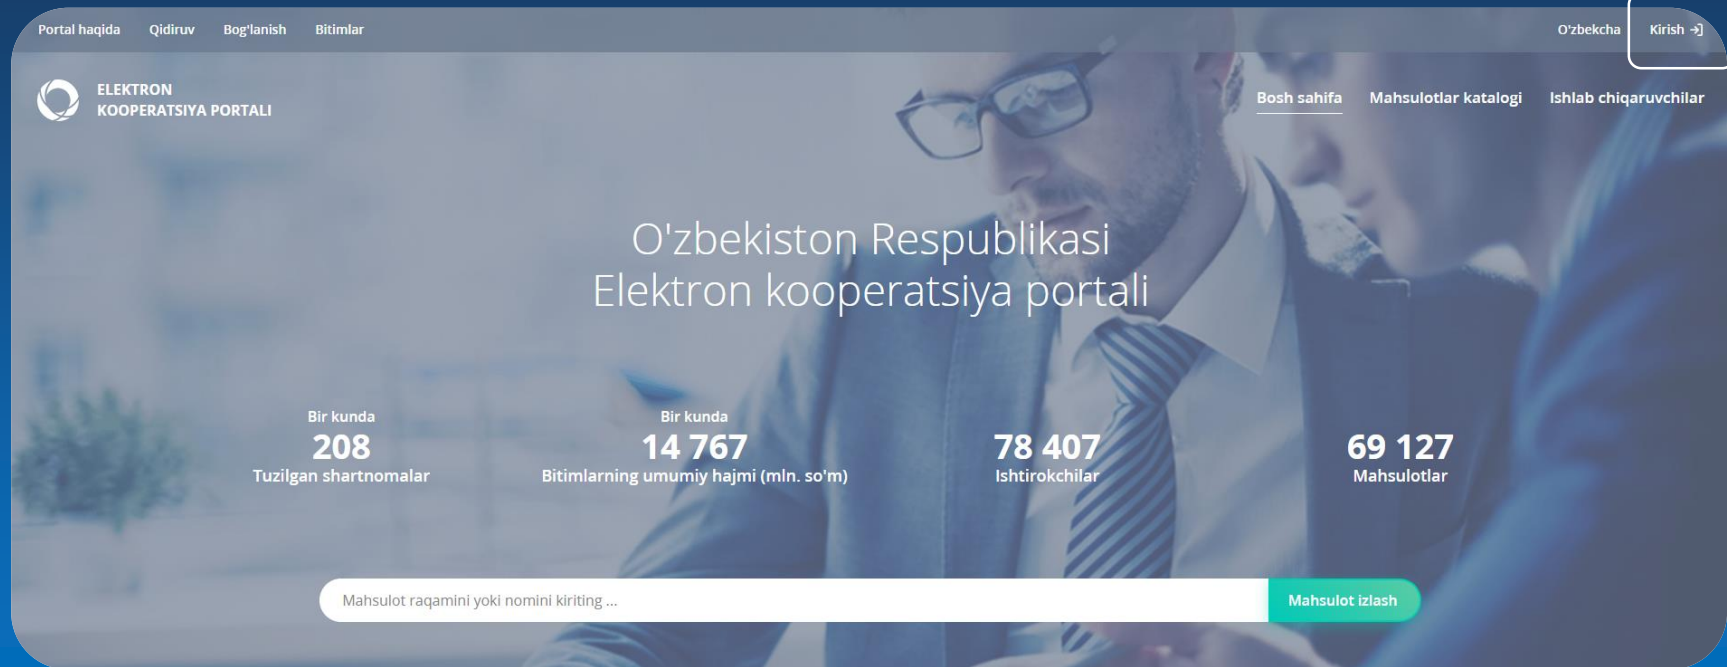 Portal haqida Qidiruv Bog'lanish Bitimlar O'zbekcha Kirish
ELEKTRON
KOOPERATSIYA PORTALI
Bosh sahifa Mahsulotlar katalogi Ishlab chiqaruvchilar
O'zbekiston Respublikasi
Elektron kooperatsiya portali
Bir kunda
208
Tuzilgan shartnomalar
Bir kunda
14 767
Bitimlarning umumiy hajmi (mln. so'm)
78 407
Ishtirokchilar
69 127
Mahsulotlar
Mahsulot raqamini yoki nomini kiriting ... Mahsulot izlash